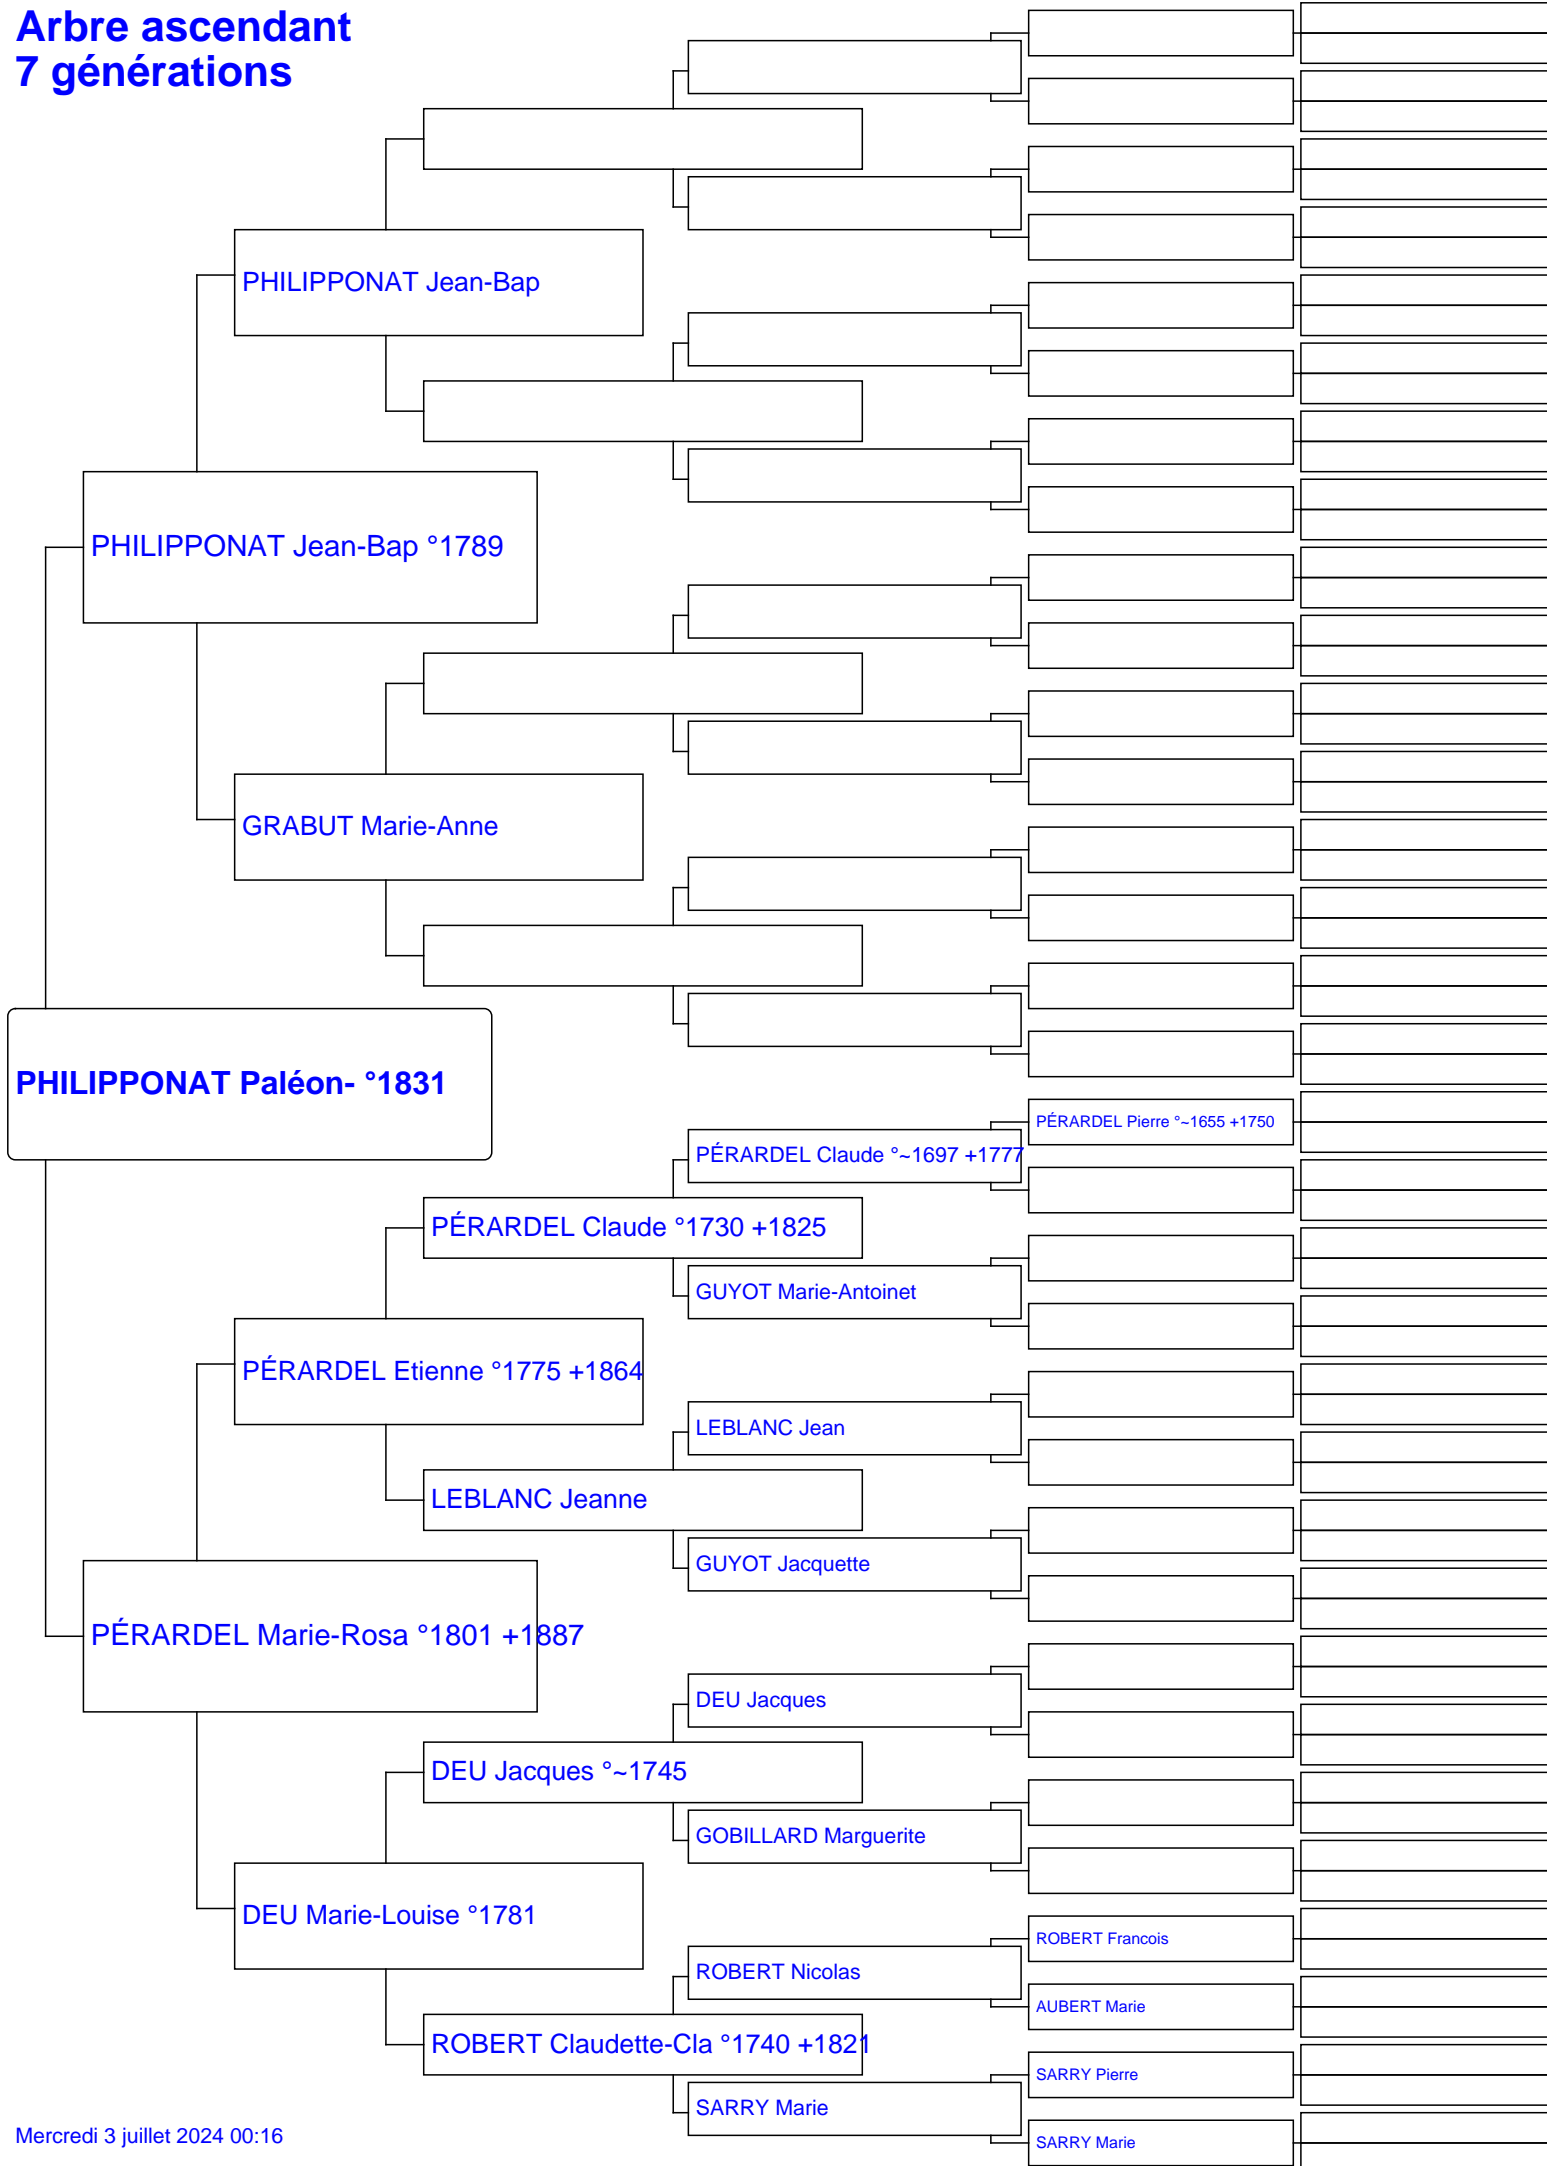 Arbre ascendant
7 générations
PHILIPPONAT Jean-Bap
PHILIPPONAT Jean-Bap °1789
GRABUT Marie-Anne
PHILIPPONAT Paléon- °1831
PÉRARDEL Pierre °~1655 +1750
PÉRARDEL Claude °~1697 +1777
PÉRARDEL Claude °1730 +1825
GUYOT Marie-Antoinet
PÉRARDEL Etienne °1775 +1864
LEBLANC Jean
LEBLANC Jeanne
GUYOT Jacquette
PÉRARDEL Marie-Rosa °1801 +1887
DEU Jacques
DEU Jacques °~1745
GOBILLARD Marguerite
DEU Marie-Louise °1781
ROBERT Francois
ROBERT Nicolas
AUBERT Marie
ROBERT Claudette-Cla °1740 +1821
SARRY Pierre
SARRY Marie
SARRY Marie
Mercredi 3 juillet 2024 00:16